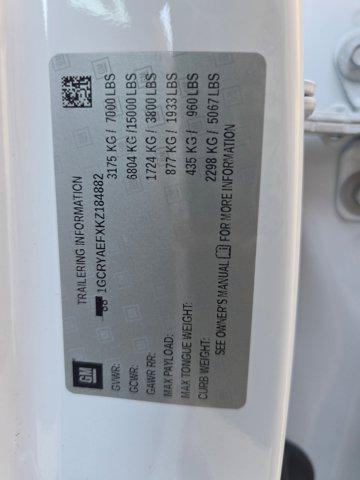 TRAILERING INFORMATION
1GCRYAEFXKZ184882
GM
GVWR: 3175 KG / 7000 LBS
GCWR: 6804 KG / 15000 LBS
GAWR RR: 1724 KG / 3800 LBS
MAX PAYLOAD: 877 KG / 1933 LBS
MAX TONGUE WEIGHT: 435 KG / 960 LBS
CURB WEIGHT: 2298 KG / 5067 LBS
SEE OWNER'S MANUAL FOR MORE INFORMATION